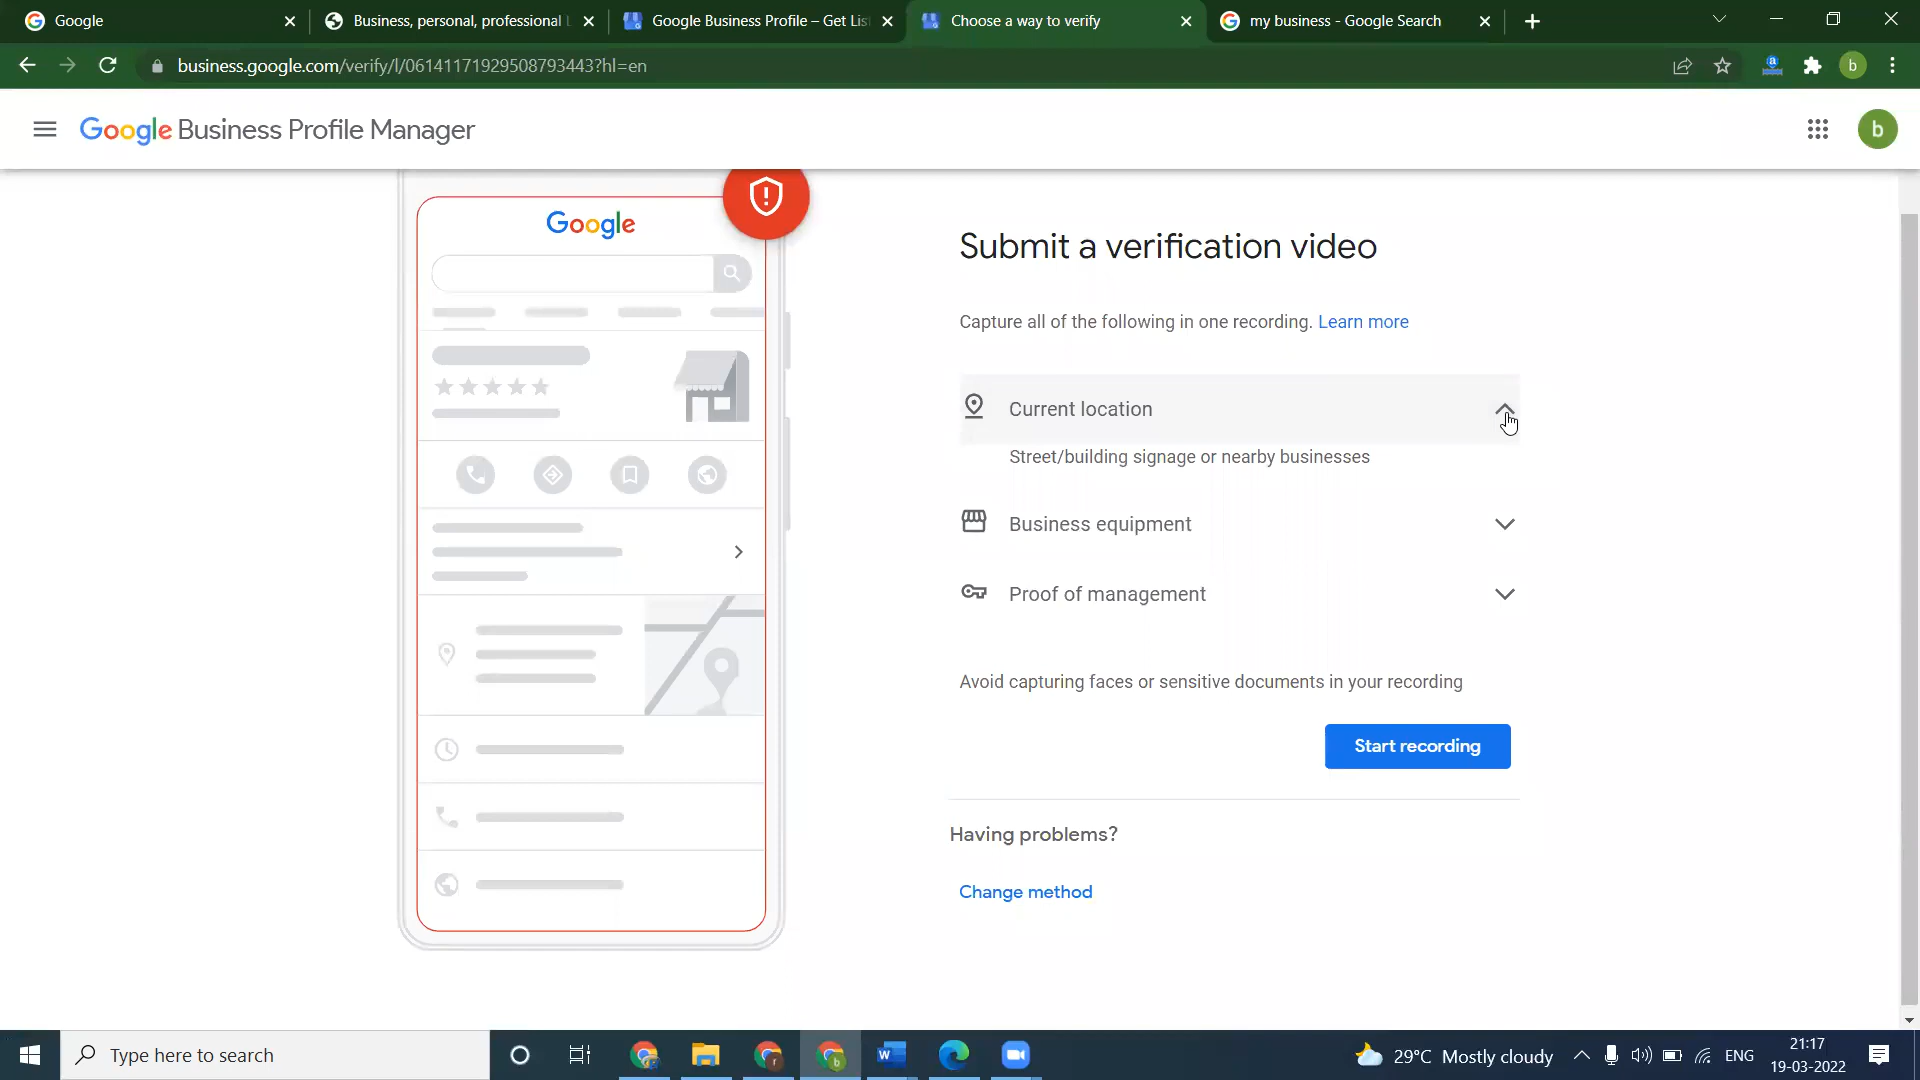 Google
Business, personal, professional
Google Business Profile – Get Lis
Choose a way to verify
my business - Google Search
business.google.com/verify/l/06141171929508793443?hl=en
b
Google Business Profile Manager
b
Google
Submit a verification video
Capture all of the following in one recording. Learn more
Current location
Street/building signage or nearby businesses
Business equipment
Proof of management
Avoid capturing faces or sensitive documents in your recording
Start recording
Having problems?
Change method
Type here to search
29°C Mostly cloudy
ENG
21:17
19-03-2022